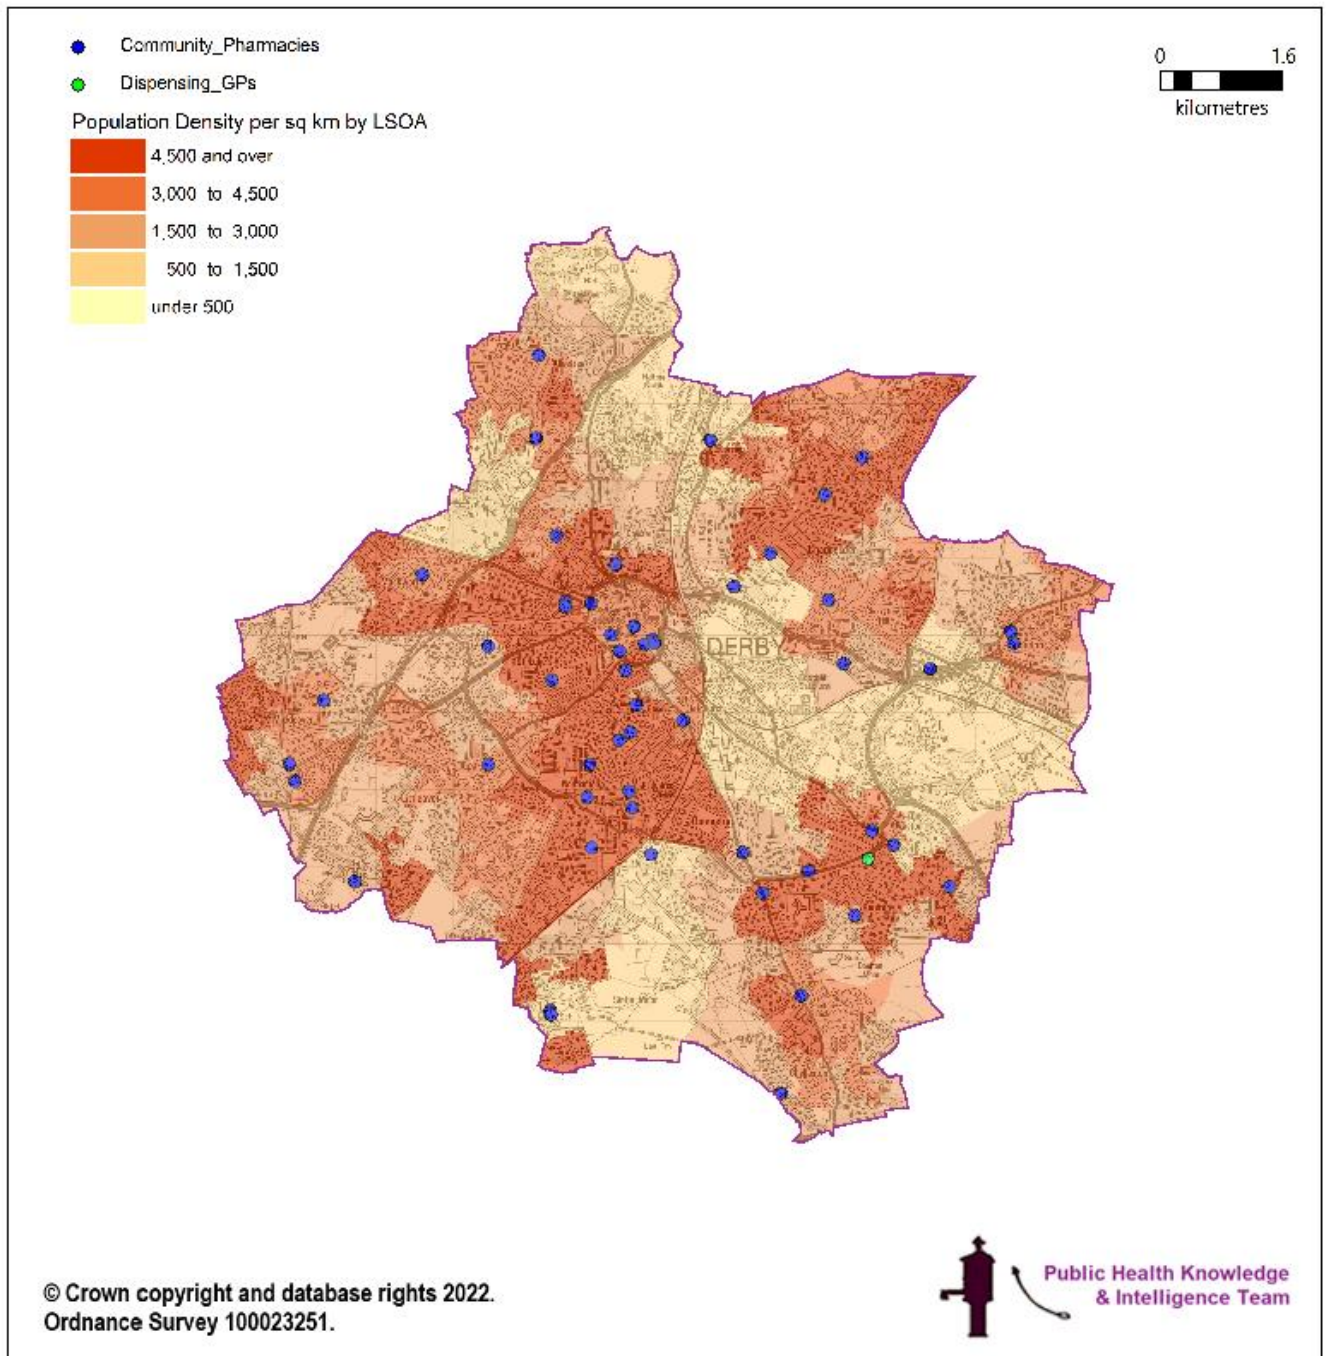 Community_Pharmacies
Dispensing_GPs
Population Density per sq km by LSOA
4,500 and over
3,000 to 4,500
1,500 to 3,000
500 to 1,500
under 500
0 1.6
kilometres
DERBY
© Crown copyright and database rights 2022.
Ordnance Survey 100023251.
Public Health Knowledge
& Intelligence Team